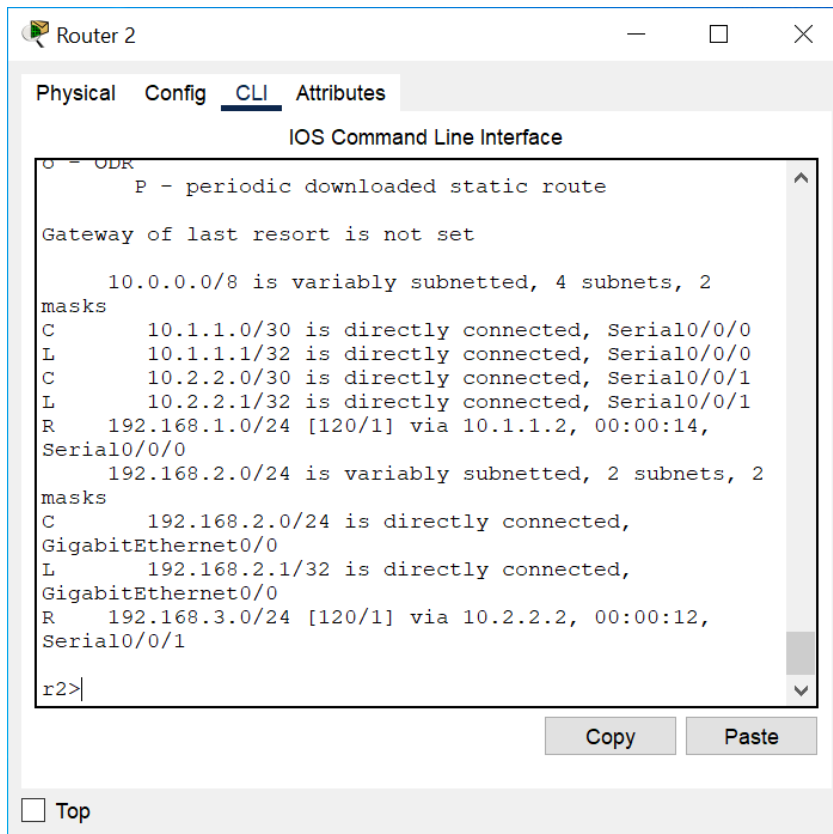 Router 2
Physical Config CLI Attributes
IOS Command Line Interface
o - ODR
P - periodic downloaded static route
Gateway of last resort is not set
10.0.0.0/8 is variably subnetted, 4 subnets, 2
masks
C 10.1.1.0/30 is directly connected, Serial0/0/0
L 10.1.1.1/32 is directly connected, Serial0/0/0
C 10.2.2.0/30 is directly connected, Serial0/0/1
L 10.2.2.1/32 is directly connected, Serial0/0/1
R 192.168.1.0/24 [120/1] via 10.1.1.2, 00:00:14,
Serial0/0/0
192.168.2.0/24 is variably subnetted, 2 subnets, 2
masks
C 192.168.2.0/24 is directly connected,
GigabitEthernet0/0
L 192.168.2.1/32 is directly connected,
GigabitEthernet0/0
R 192.168.3.0/24 [120/1] via 10.2.2.2, 00:00:12,
Serial0/0/1
r2>
Copy Paste
Top